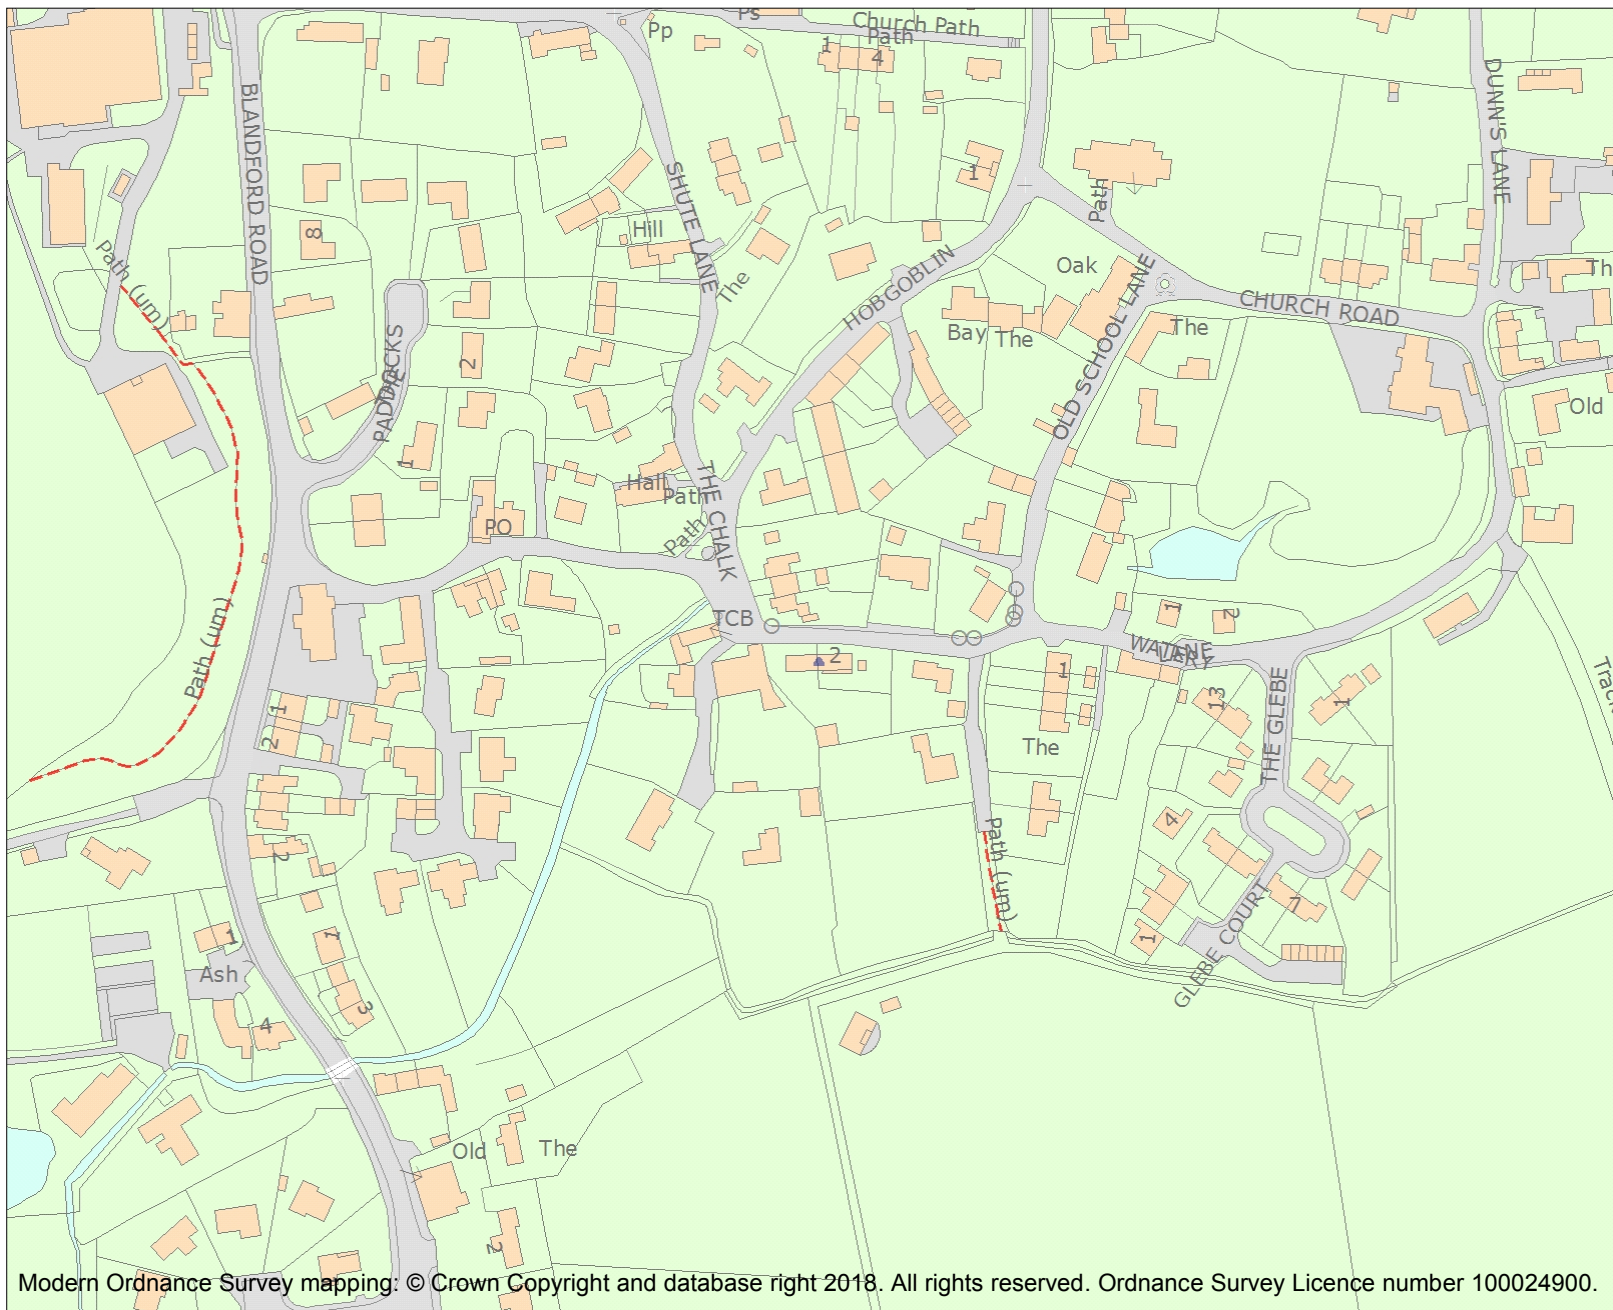 Ps
Church Path
Pp
Path
1
4
BLANDFORD ROAD
DUNN'S LANE
SHUTE LANE
1
Path
8
Hill
Path (um)
The
HOBGOBLIN
Oak
OLD SCHOOL LANE
The
CHURCH ROAD
Th
Bay
The
PADDOCKS
2
Old
1
Hall
Path
THE CHALK
PO
Path
TCB
2
1
2
WATERY
LANE
Path (um)
1
13
1
THE GLEBE
Track
1
2
The
4
2
Path (um)
7
GLEBE COURT
1
1
1
Ash
3
4
Old
The
2
Modern Ordnance Survey mapping: © Crown Copyright and database right 2018. All rights reserved. Ordnance Survey Licence number 100024900.